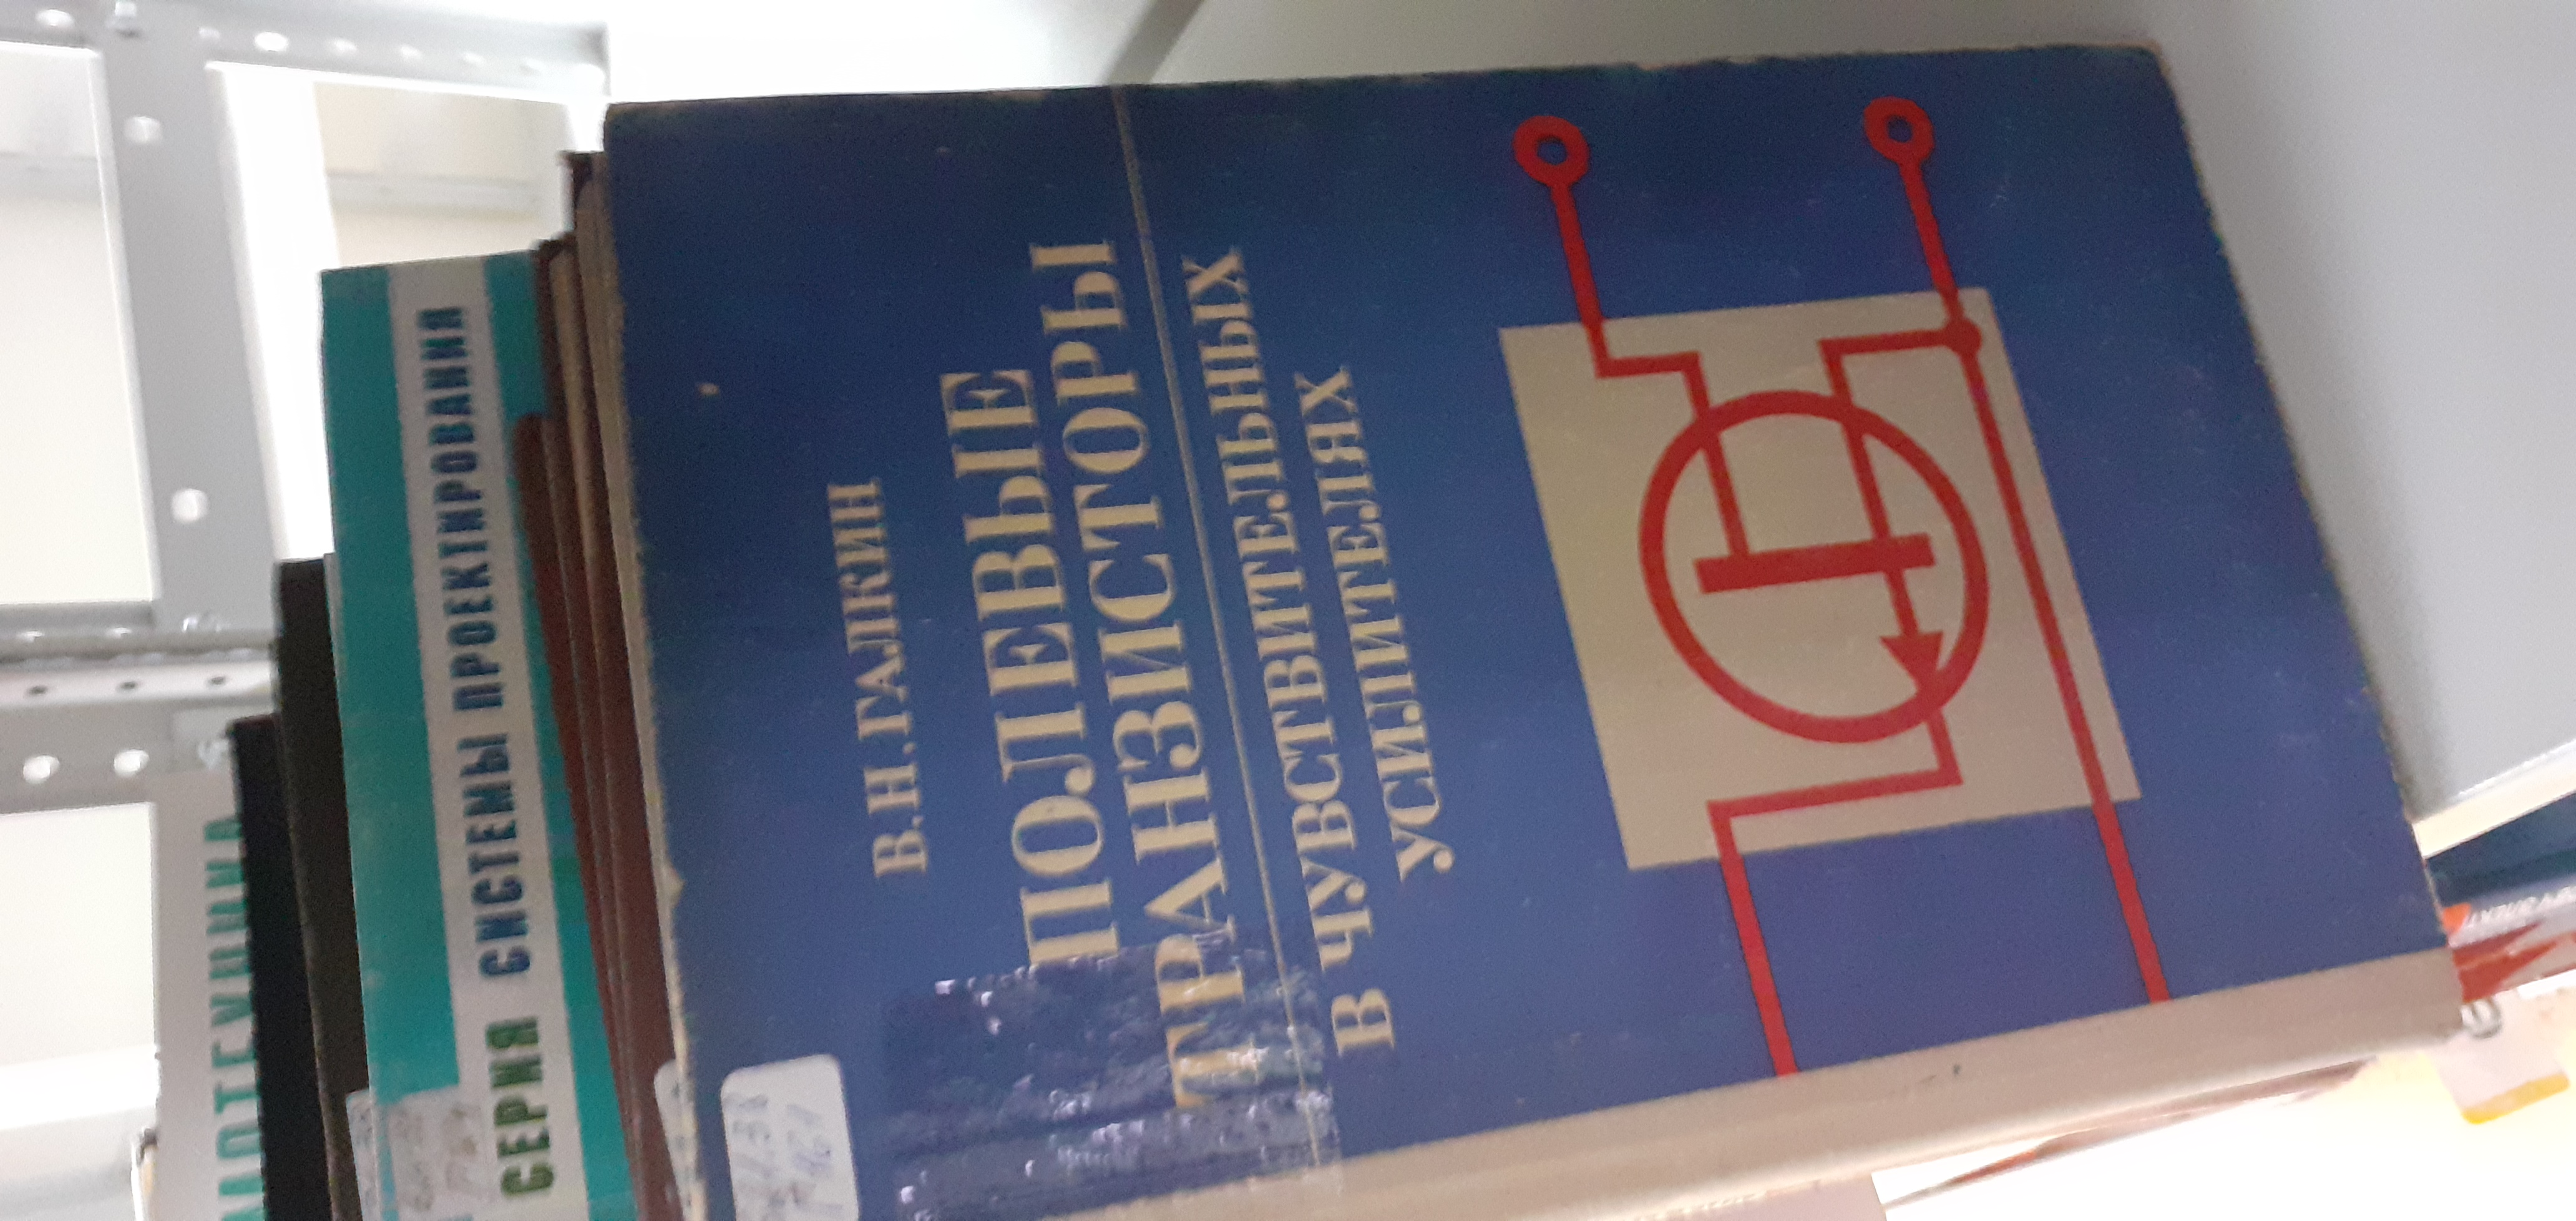 В.Н.ГАЛКИН
ПОЛЕВЫЕ
ТРАНЗИСТОРЫ
В ЧУВСТВИТЕЛЬНЫХ
УСИЛИТЕЛЯХ
СЕРИЯ СИСТЕМЫ ПРОЕКТИРОВАНИЯ